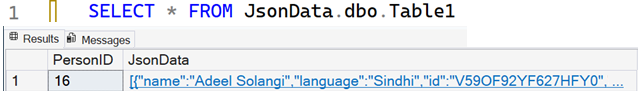 1 SELECT * FROM JsonData.dbo.Table1
Results Messages
PersonID JsonData
1 16 [{"name":"Adeel Solangi","language":"Sindhi","id":"V59OF92YF627HFY0", ...